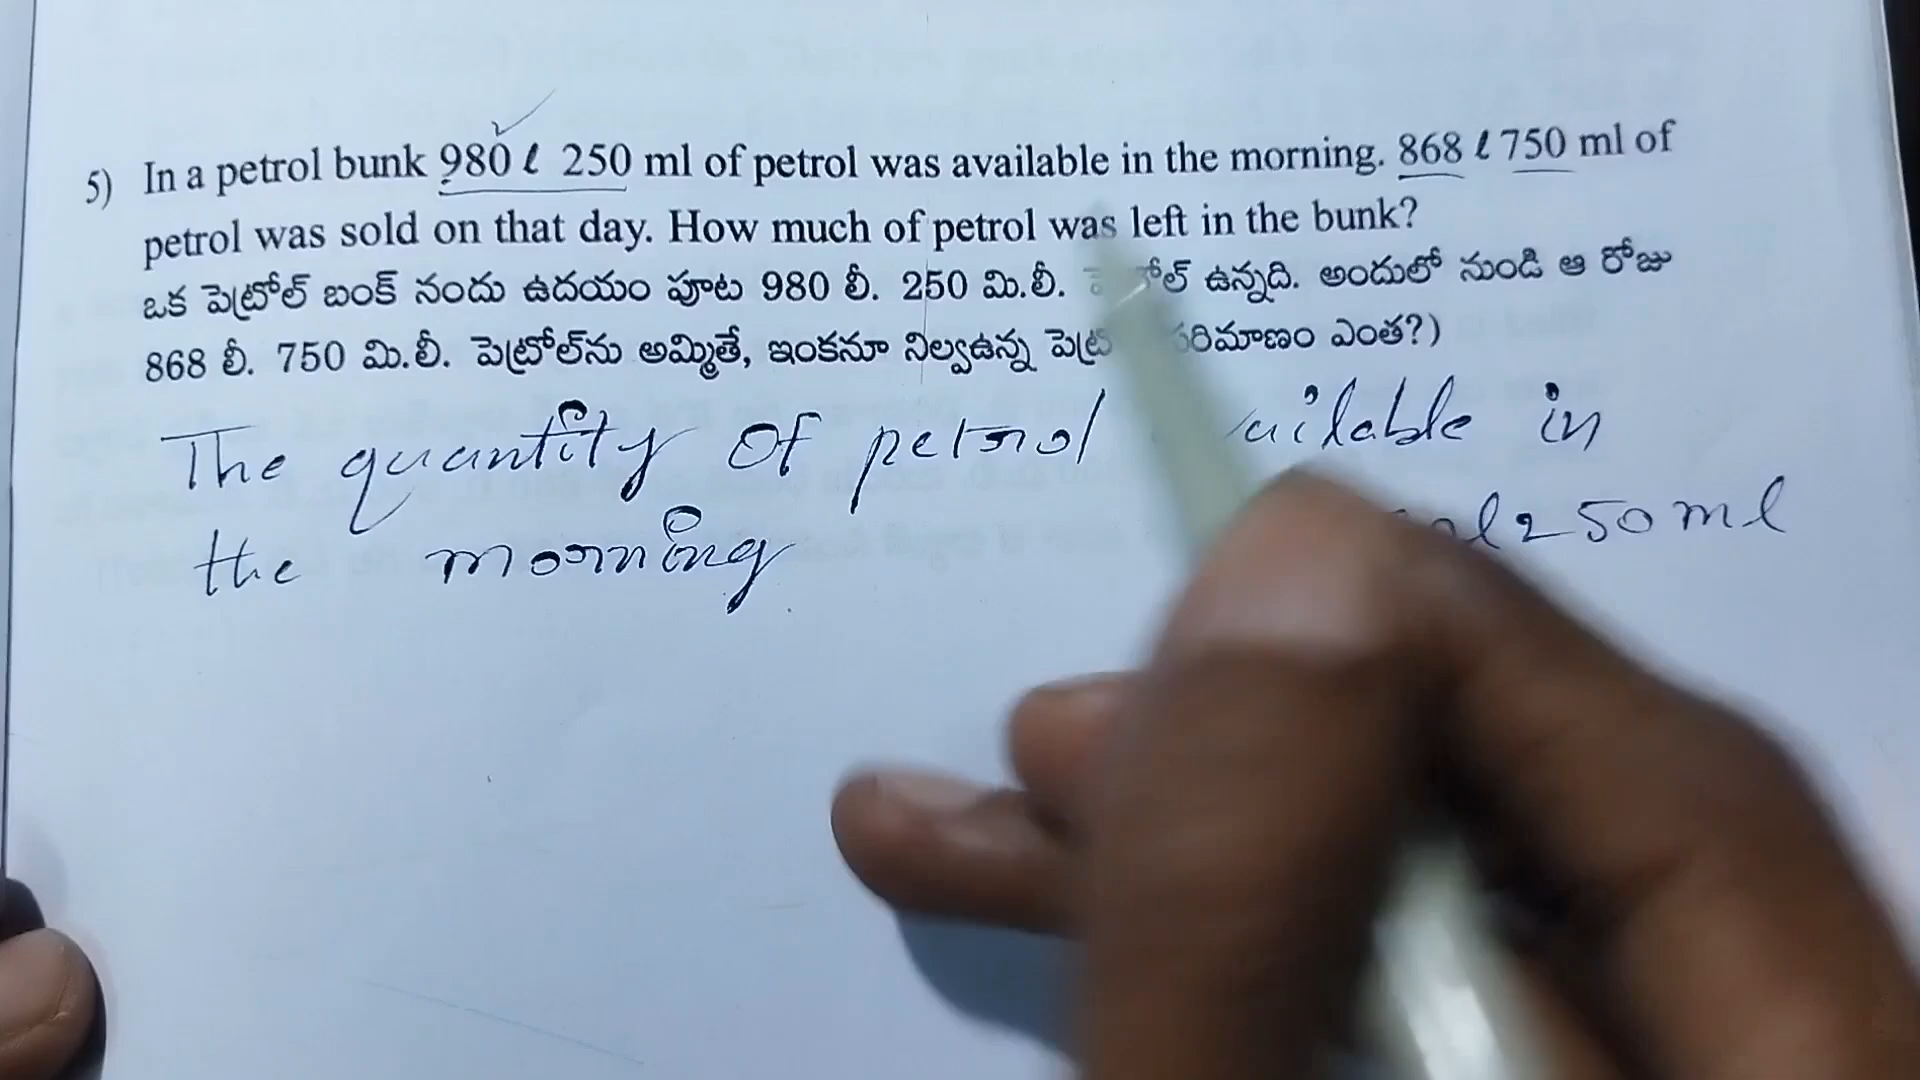 5) In a petrol bunk 980 l 250 ml of petrol was available in the morning. 868 l 750 ml of
petrol was sold on that day. How much of petrol was left in the bunk?
ఒక పెట్రోల్ బంక్ నందు ఉదయం పూట 980 లీ. 250 మి.లీ. ఉన్నది. అందులో నుండి ఆ రోజు
868 లీ. 750 మి.లీ. పెట్రోల్‌ను అమ్మితే, ఇంకనూ నిల్వఉన్న ఎంత?)
The quantity of petrol in
the morning 250 ml